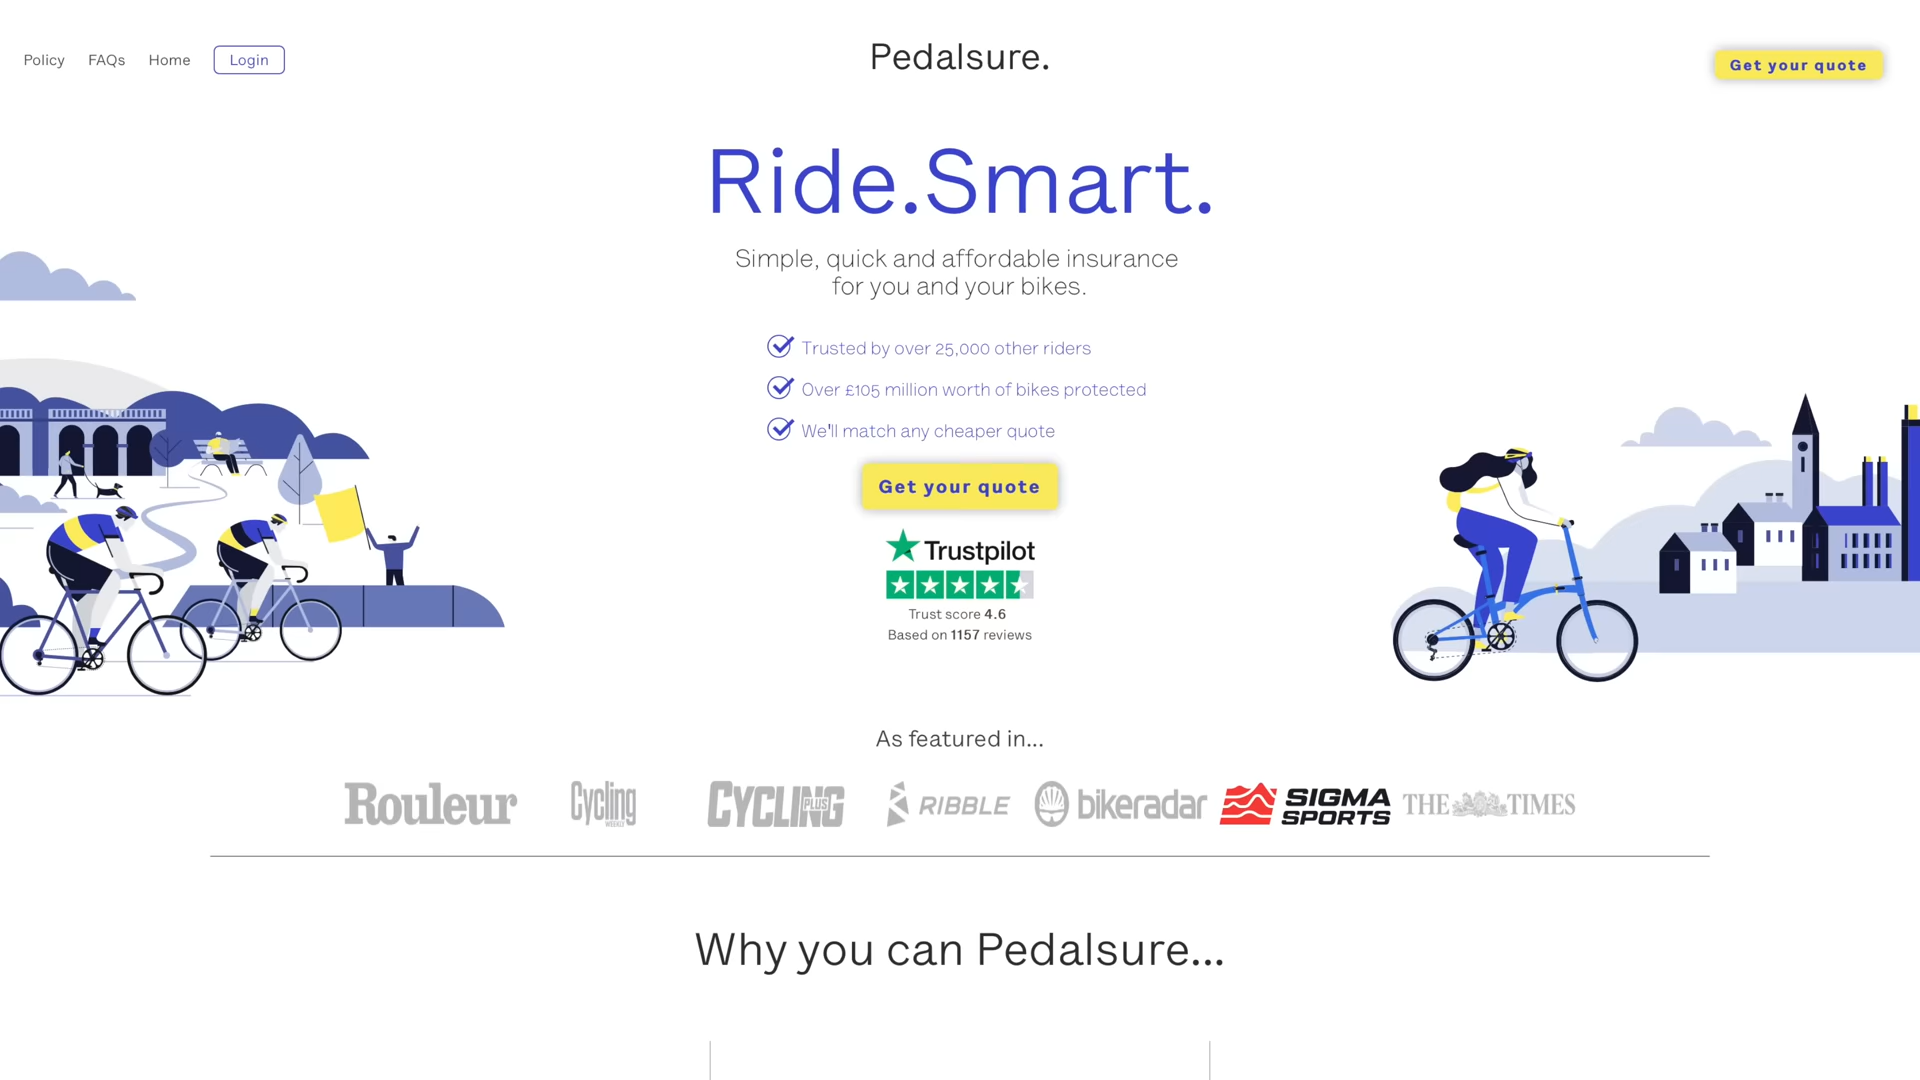 Policy
FAQs
Home
Login
Pedalsure.
Get your quote
Ride.Smart.
Simple, quick and affordable insurance
for you and your bikes.
Trusted by over 25,000 other riders
Over £105 million worth of bikes protected
We'll match any cheaper quote
Get your quote
Trustpilot
Trust score 4.6
Based on 1157 reviews
As featured in...
Rouleur
Cycling
WEEKLY
CYCLING
PLUS
RIBBLE
bikeradar
SIGMA
SPORTS
THE TIMES
Why you can Pedalsure...